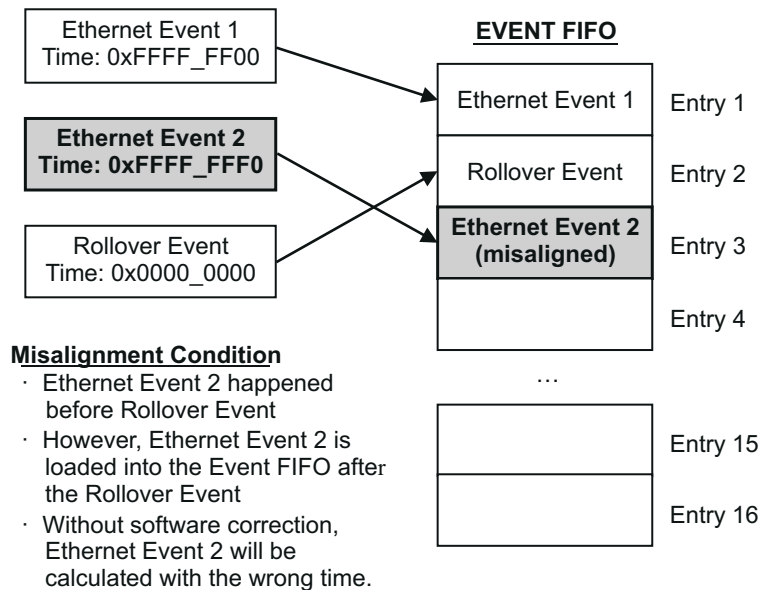 Ethernet Event 1
Time: 0xFFFF_FF00
Ethernet Event 2
Time: 0xFFFF_FFF0
Rollover Event
Time: 0x0000_0000
EVENT FIFO
Ethernet Event 1
Entry 1
Rollover Event
Entry 2
Ethernet Event 2
(misaligned)
Entry 3
Entry 4
...
Entry 15
Entry 16
Misalignment Condition
· Ethernet Event 2 happened
before Rollover Event
· However, Ethernet Event 2 is
loaded into the Event FIFO after
the Rollover Event
· Without software correction,
Ethernet Event 2 will be
calculated with the wrong time.